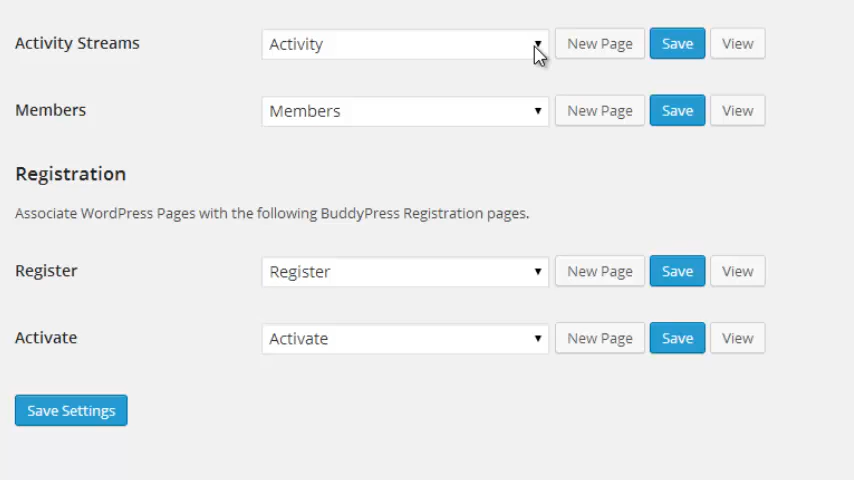 Activity Streams Activity New Page Save View
Members Members New Page Save View
Registration
Associate WordPress Pages with the following BuddyPress Registration pages.
Register Register New Page Save View
Activate Activate New Page Save View
Save Settings